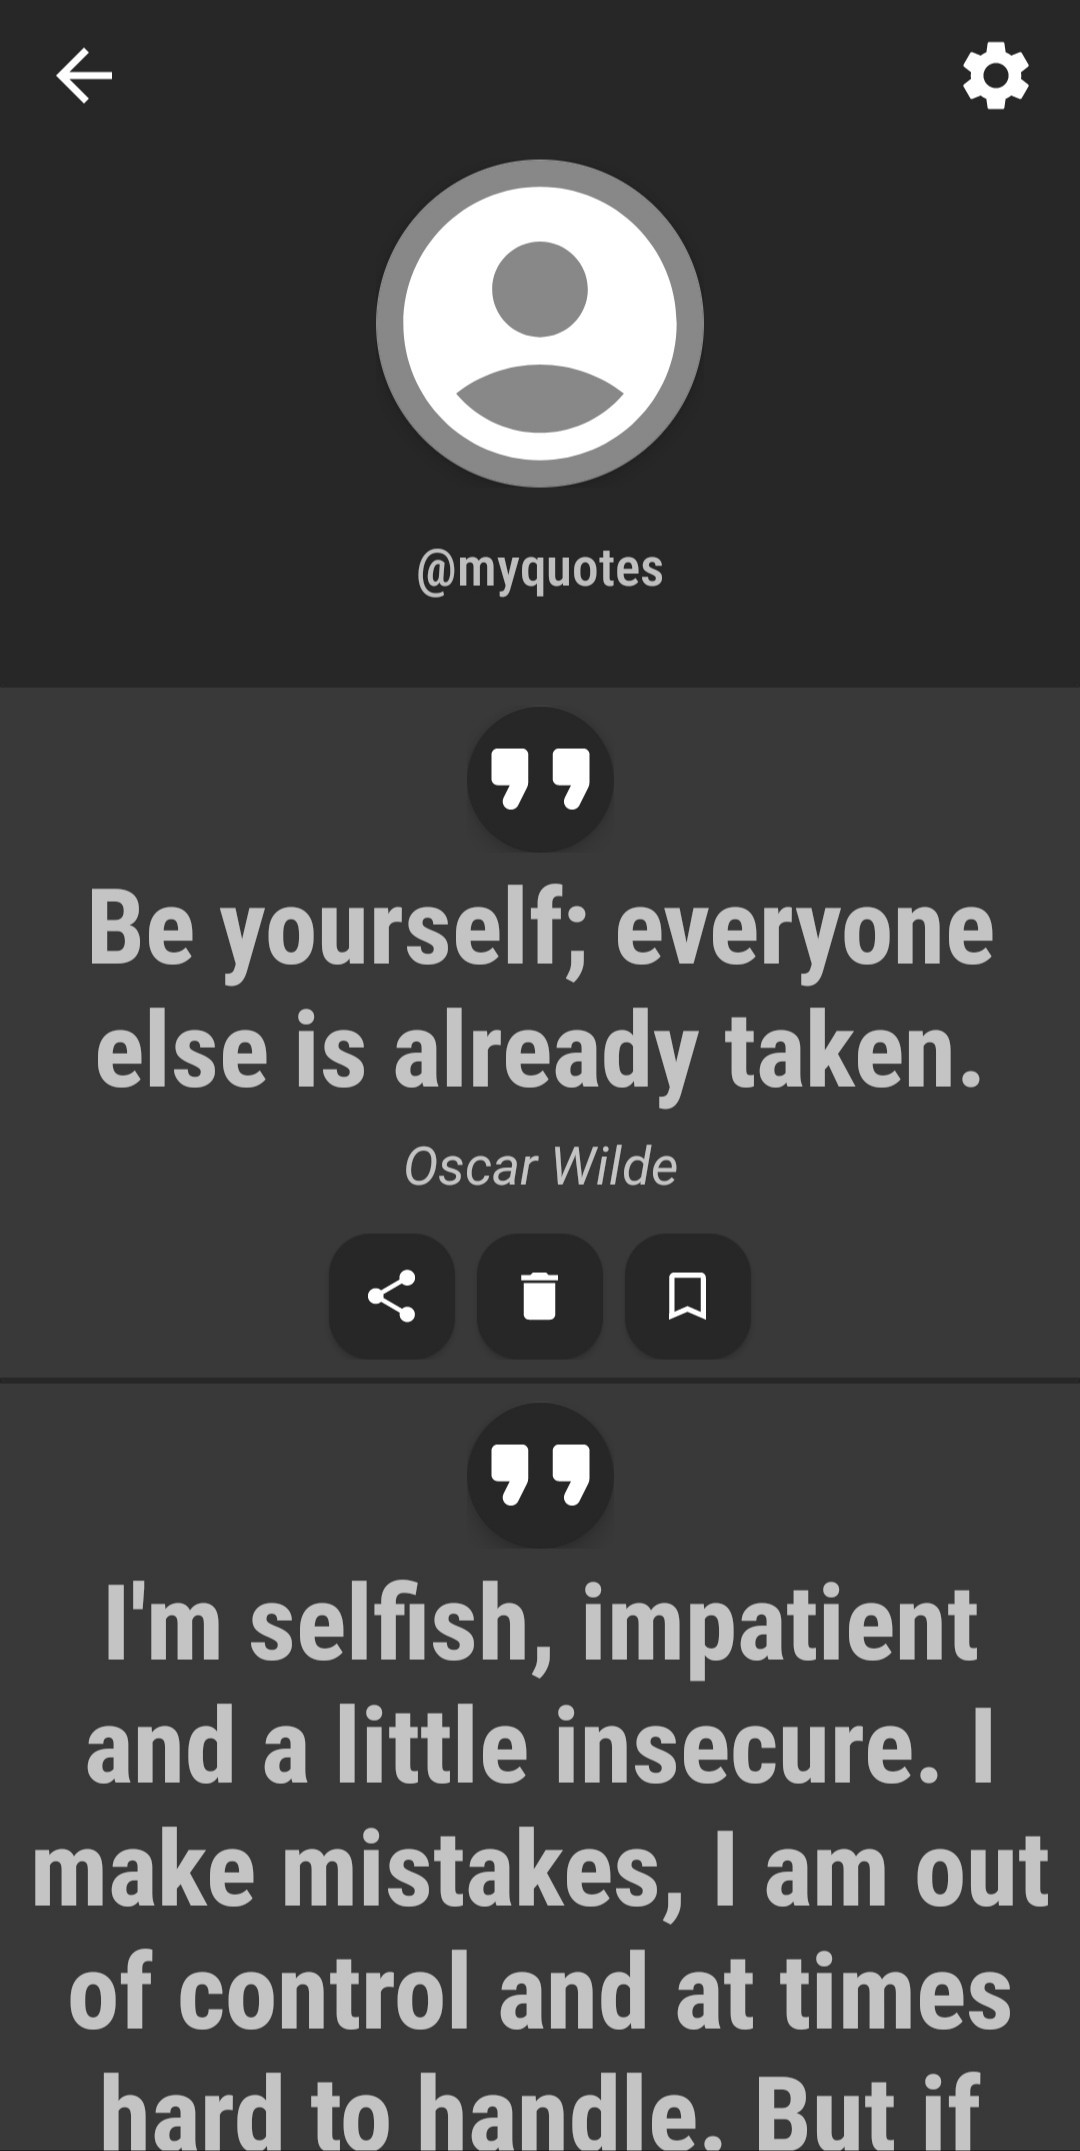 @myquotes
Be yourself; everyone
else is already taken.
Oscar Wilde
I'm selfish, impatient
and a little insecure. I
make mistakes, I am out
of control and at times
hard to handle. But if